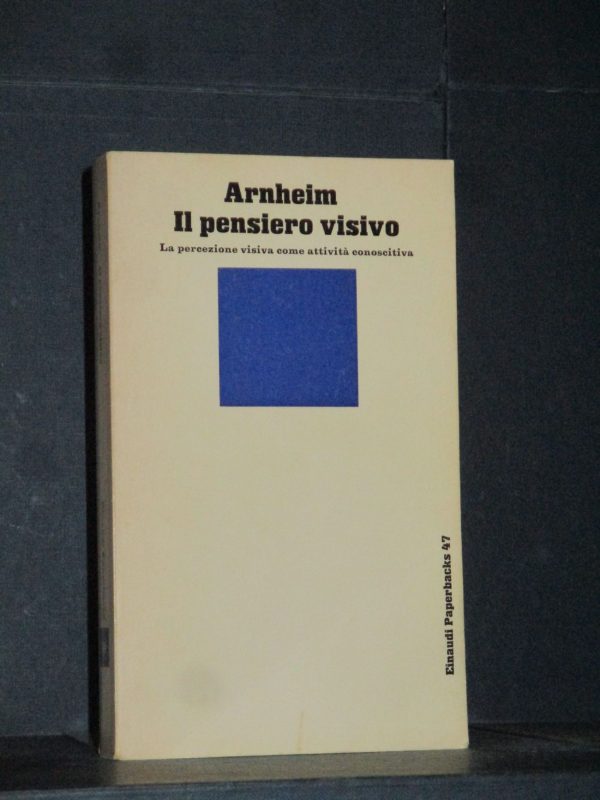 Arnheim
Il pensiero visivo
La percezione visiva come attività conoscitiva
Einaudi Paperbacks 47